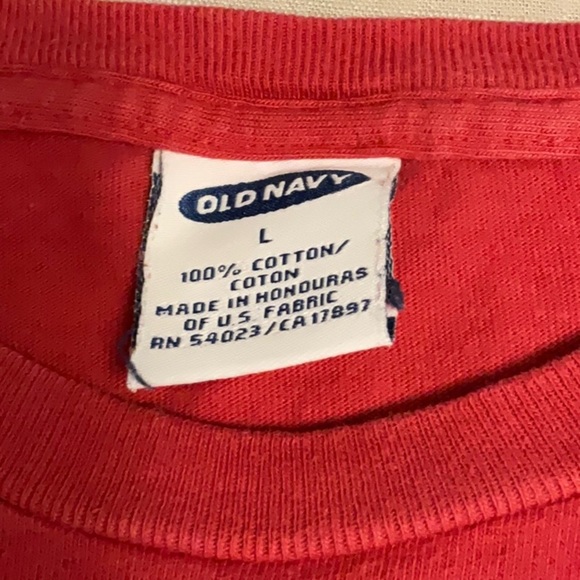 OLD NAVY
L
100% COTTON/
COTON
MADE IN HONDURAS
OF U.S. FABRIC
RN 54023/CA17897